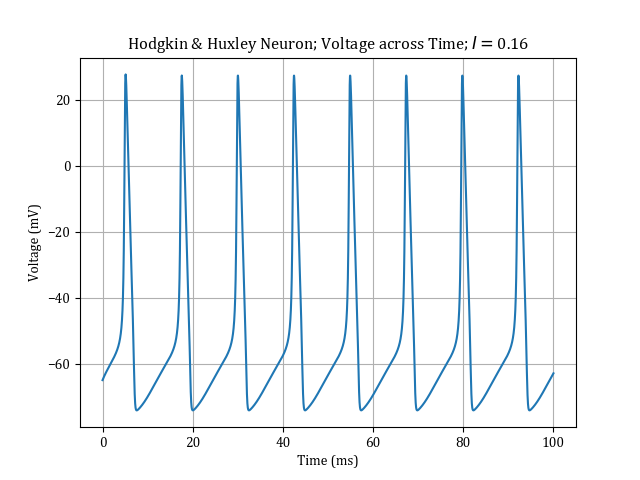 Hodgkin & Huxley Neuron; Voltage across Time; I = 0.16
20
0
−20
−40
−60
Voltage (mV)
0 20 40 60 80 100
Time (ms)